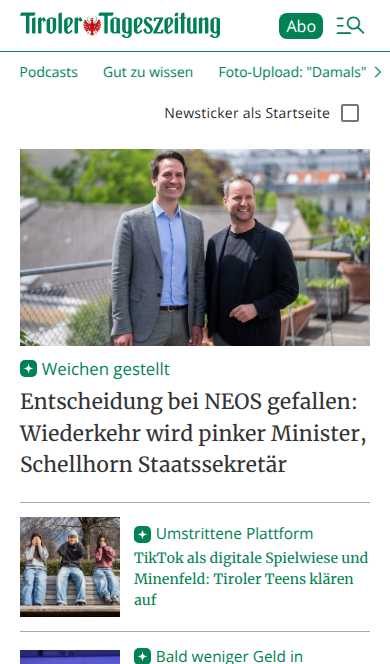 Tiroler Tageszeitung
Abo
Podcasts Gut zu wissen Foto-Upload: "Damals"
Newsticker als Startseite
Weichen gestellt
Entscheidung bei NEOS gefallen:
Wiederkehr wird pinker Minister,
Schellhorn Staatssekretär
Umstrittene Plattform
TikTok als digitale Spielwiese und
Minenfeld: Tiroler Teens klären
auf
Bald weniger Geld in